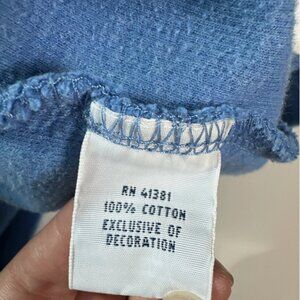 RN 41381
100% COTTON
EXCLUSIVE OF
DECORATION